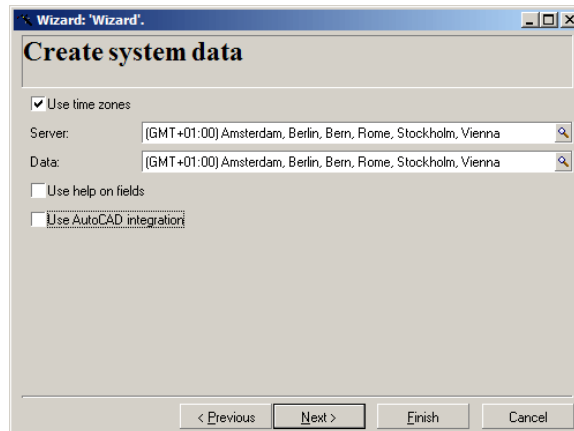 Wizard: 'Wizard'.
Create system data
Use time zones
Server: (GMT+01:00) Amsterdam, Berlin, Bern, Rome, Stockholm, Vienna
Data: (GMT+01:00) Amsterdam, Berlin, Bern, Rome, Stockholm, Vienna
Use help on fields
Use AutoCAD integration
< Previous Next > Finish Cancel